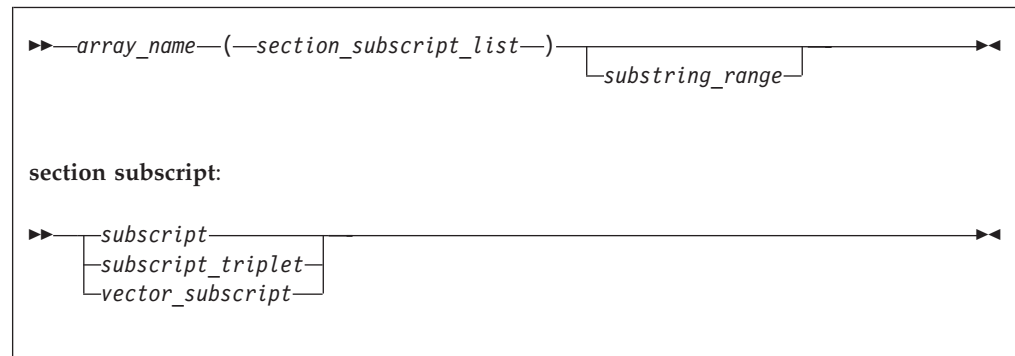 array_name ( section_subscript_list )
substring_range
section subscript:
subscript
subscript_triplet
vector_subscript